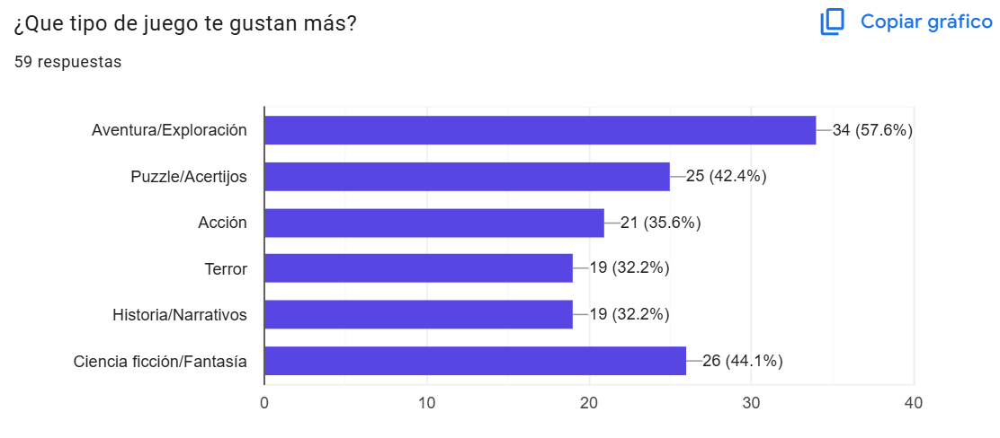 ¿Que tipo de juego te gustan más?
Copiar gráfico
59 respuestas
Aventura/Exploración 34 (57.6%)
Puzzle/Acertijos 25 (42.4%)
Acción 21 (35.6%)
Terror 19 (32.2%)
Historia/Narrativos 19 (32.2%)
Ciencia ficción/Fantasía 26 (44.1%)
0 10 20 30 40